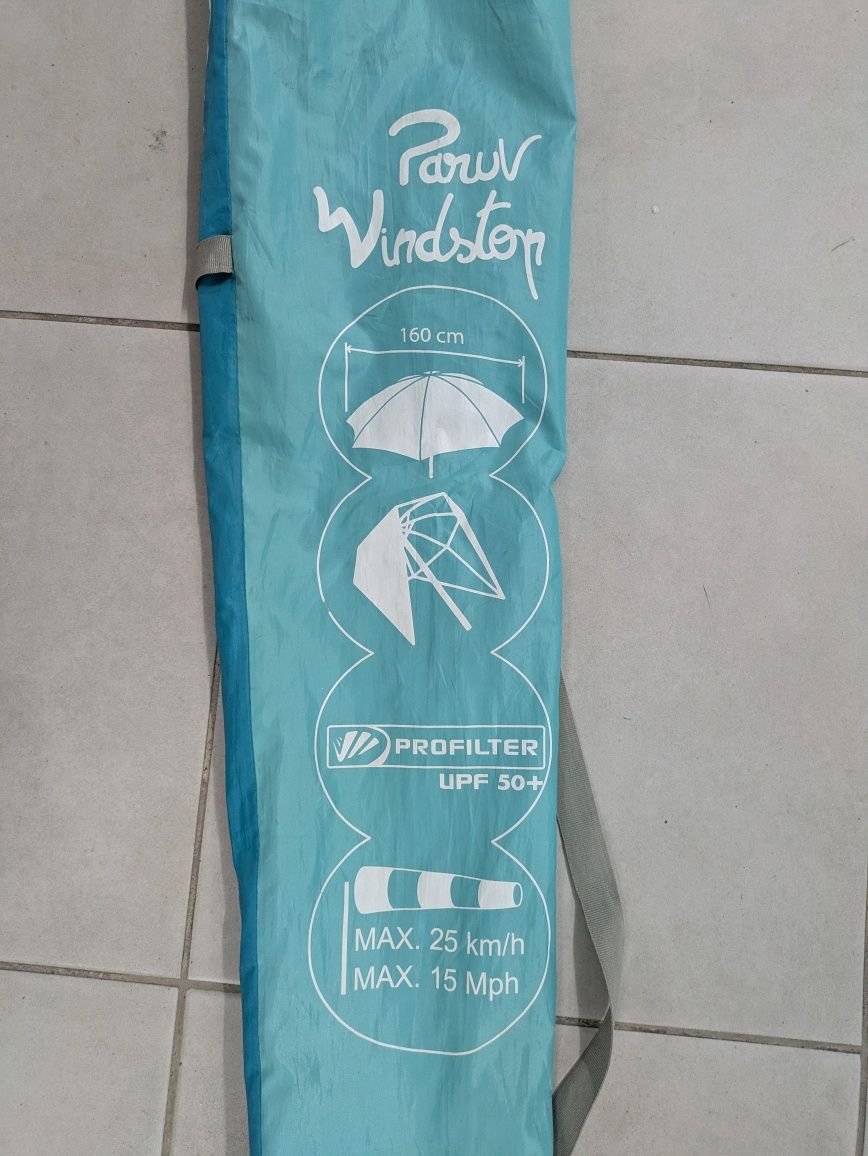 Paruv
Windstop
160 cm
PROFILTER
UPF 50+
MAX. 25 km/h
MAX. 15 Mph